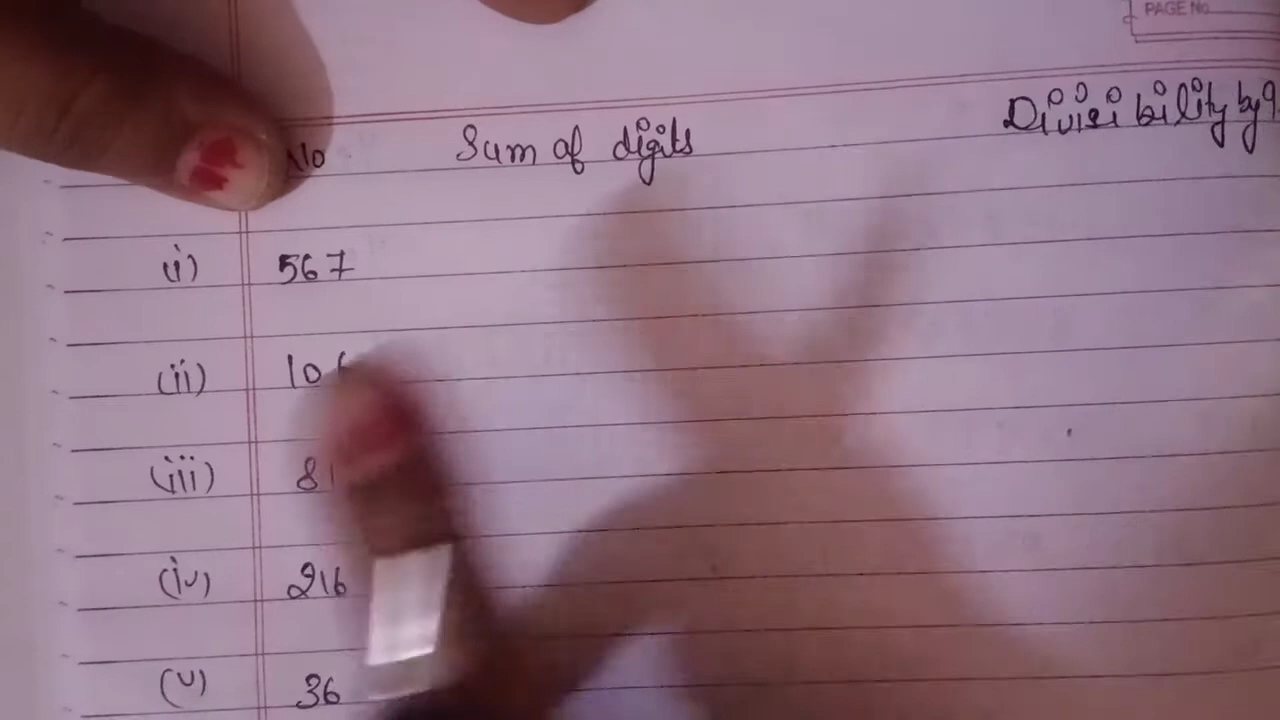 PAGE No
No Sum of digits Divisibility by 9
(i) 567
(ii)
(iii)
(iv) 216
(v) 36